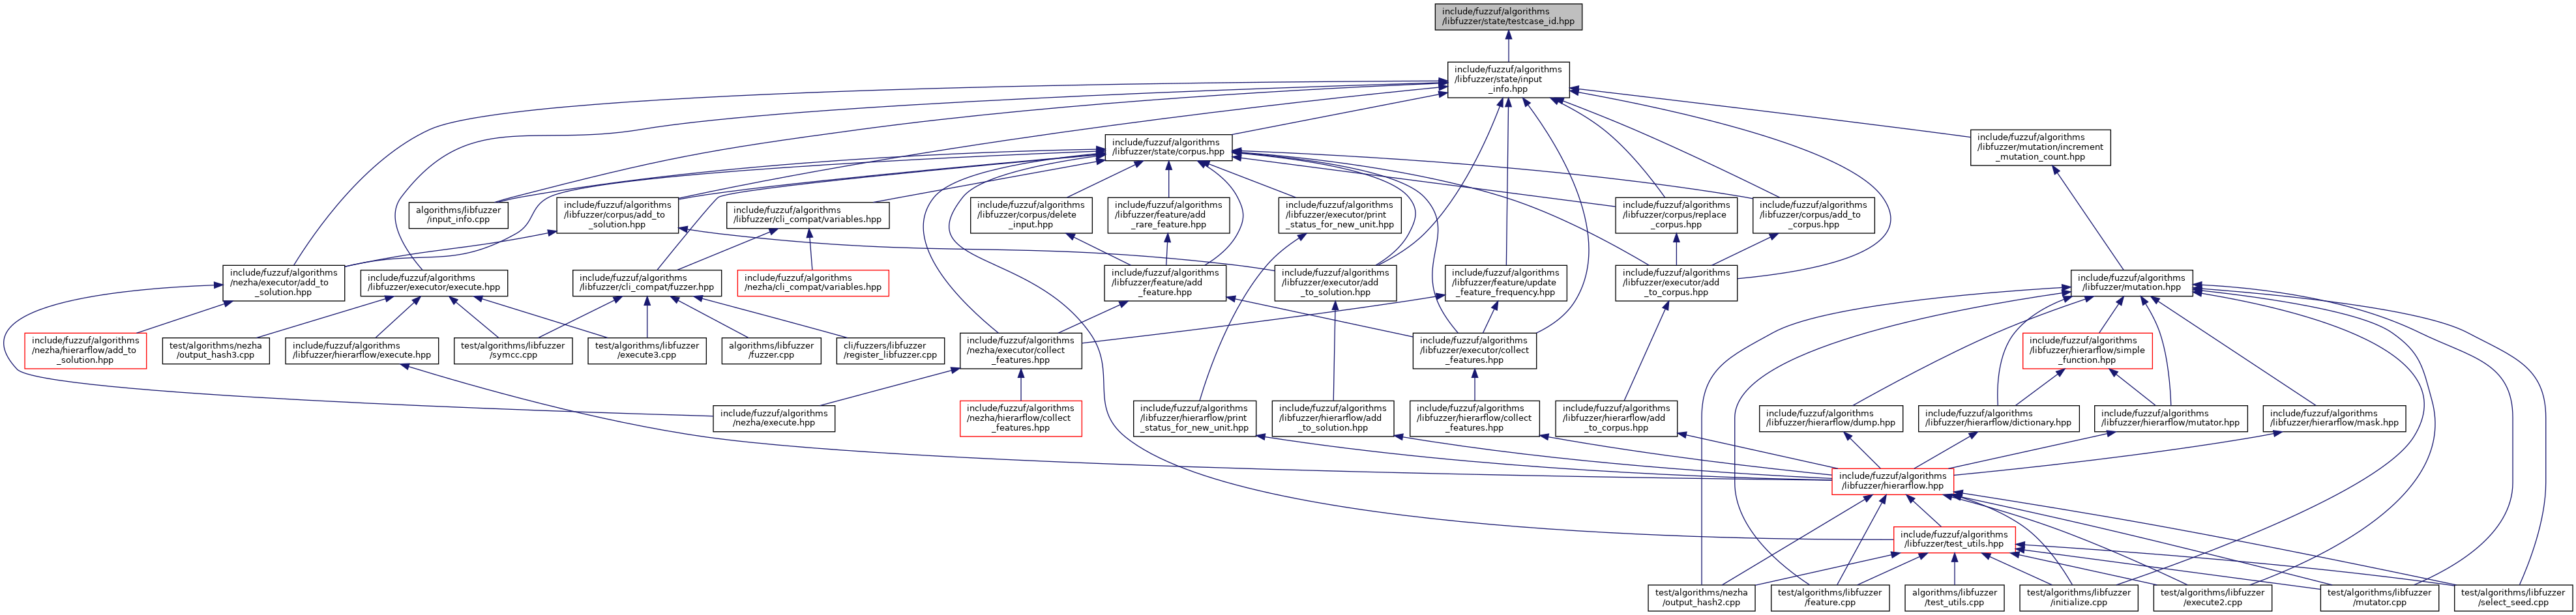 include/fuzzuf/algorithms
/libfuzzer/state/testcase_id.hpp
include/fuzzuf/algorithms
/libfuzzer/state/input
_info.hpp
include/fuzzuf/algorithms
/libfuzzer/state/corpus.hpp
include/fuzzuf/algorithms
/libfuzzer/mutation/increment
_mutation_count.hpp
algorithms/libfuzzer
/input_info.cpp
include/fuzzuf/algorithms
/libfuzzer/corpus/add_to
_solution.hpp
include/fuzzuf/algorithms
/libfuzzer/cli_compat/variables.hpp
include/fuzzuf/algorithms
/libfuzzer/corpus/delete
_input.hpp
include/fuzzuf/algorithms
/libfuzzer/feature/add
_rare_feature.hpp
include/fuzzuf/algorithms
/libfuzzer/executor/print
_status_for_new_unit.hpp
include/fuzzuf/algorithms
/libfuzzer/corpus/replace
_corpus.hpp
include/fuzzuf/algorithms
/libfuzzer/corpus/add_to
_corpus.hpp
include/fuzzuf/algorithms
/nezha/executor/add_to
_solution.hpp
include/fuzzuf/algorithms
/libfuzzer/executor/execute.hpp
include/fuzzuf/algorithms
/libfuzzer/cli_compat/fuzzer.hpp
include/fuzzuf/algorithms
/nezha/cli_compat/variables.hpp
include/fuzzuf/algorithms
/libfuzzer/feature/add
_feature.hpp
include/fuzzuf/algorithms
/libfuzzer/executor/add
_to_solution.hpp
include/fuzzuf/algorithms
/libfuzzer/feature/update
_feature_frequency.hpp
include/fuzzuf/algorithms
/libfuzzer/executor/add
_to_corpus.hpp
include/fuzzuf/algorithms
/libfuzzer/mutation.hpp
include/fuzzuf/algorithms
/nezha/hierarflow/add_to
_solution.hpp
test/algorithms/nezha
/output_hash3.cpp
include/fuzzuf/algorithms
/libfuzzer/hierarflow/execute.hpp
test/algorithms/libfuzzer
/symcc.cpp
test/algorithms/libfuzzer
/execute3.cpp
algorithms/libfuzzer
/fuzzer.cpp
cli/fuzzers/libfuzzer
/register_libfuzzer.cpp
include/fuzzuf/algorithms
/nezha/executor/collect
_features.hpp
include/fuzzuf/algorithms
/libfuzzer/executor/collect
_features.hpp
include/fuzzuf/algorithms
/libfuzzer/hierarflow/simple
_function.hpp
include/fuzzuf/algorithms
/nezha/execute.hpp
include/fuzzuf/algorithms
/nezha/hierarflow/collect
_features.hpp
include/fuzzuf/algorithms
/libfuzzer/hierarflow/print
_status_for_new_unit.hpp
include/fuzzuf/algorithms
/libfuzzer/hierarflow/add
_to_solution.hpp
include/fuzzuf/algorithms
/libfuzzer/hierarflow/collect
_features.hpp
include/fuzzuf/algorithms
/libfuzzer/hierarflow/add
_to_corpus.hpp
include/fuzzuf/algorithms
/libfuzzer/hierarflow/dump.hpp
include/fuzzuf/algorithms
/libfuzzer/hierarflow/dictionary.hpp
include/fuzzuf/algorithms
/libfuzzer/hierarflow/mutator.hpp
include/fuzzuf/algorithms
/libfuzzer/hierarflow/mask.hpp
include/fuzzuf/algorithms
/libfuzzer/hierarflow.hpp
include/fuzzuf/algorithms
/libfuzzer/test_utils.hpp
test/algorithms/nezha
/output_hash2.cpp
test/algorithms/libfuzzer
/feature.cpp
algorithms/libfuzzer
/test_utils.cpp
test/algorithms/libfuzzer
/initialize.cpp
test/algorithms/libfuzzer
/execute2.cpp
test/algorithms/libfuzzer
/mutator.cpp
test/algorithms/libfuzzer
/select_seed.cpp